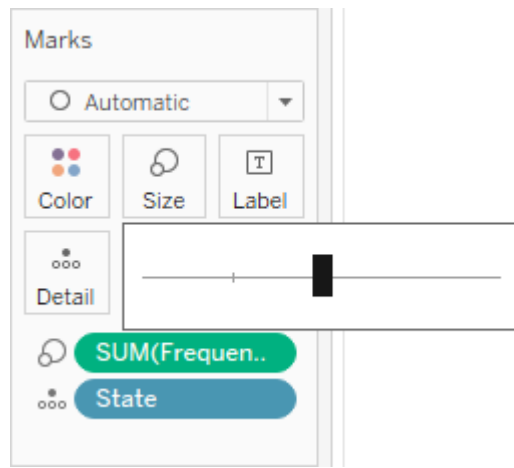 Marks
Automatic
Color Size Label
T
Detail
SUM(Frequen..
State